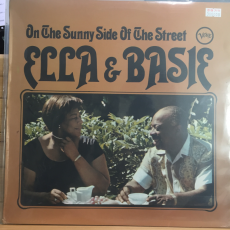 On The Sunny Side Of The Street
Verve
ELLA & BASIE